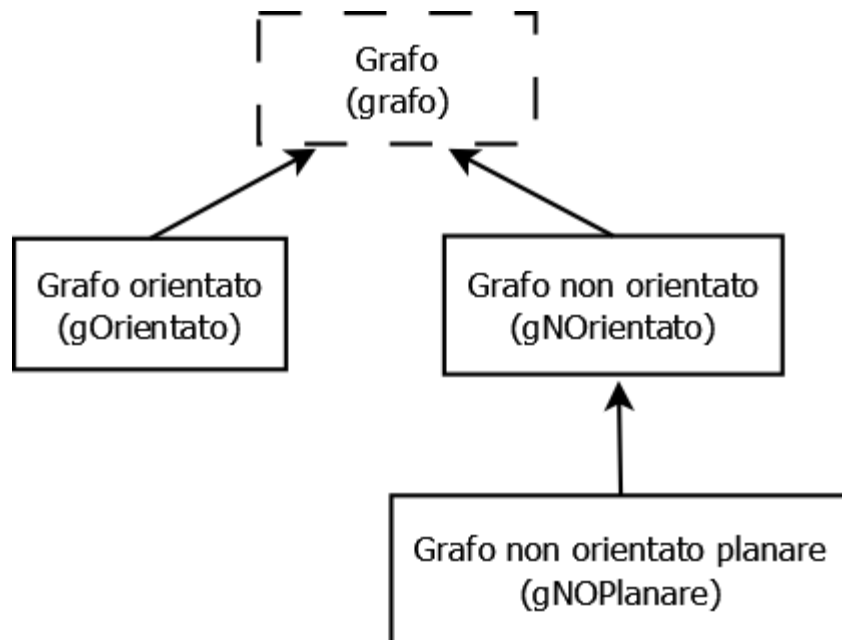 Grafo
(grafo)
Grafo orientato
(gOrientato)
Grafo non orientato
(gNOrientato)
Grafo non orientato planare
(gNOPlanare)